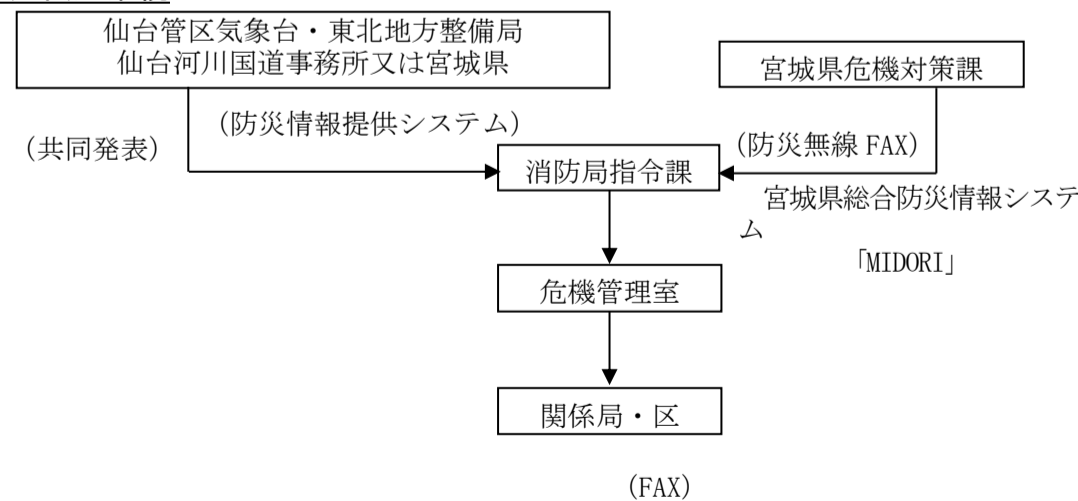 仙台管区気象台・東北地方整備局
仙台河川国道事務所又は宮城県
宮城県危機対策課
(防災情報提供システム)
(共同発表)
(防災無線 FAX)
消防局指令課
宮城県総合防災情報システ
ム
「MIDORI」
危機管理室
関係局・区
(FAX)